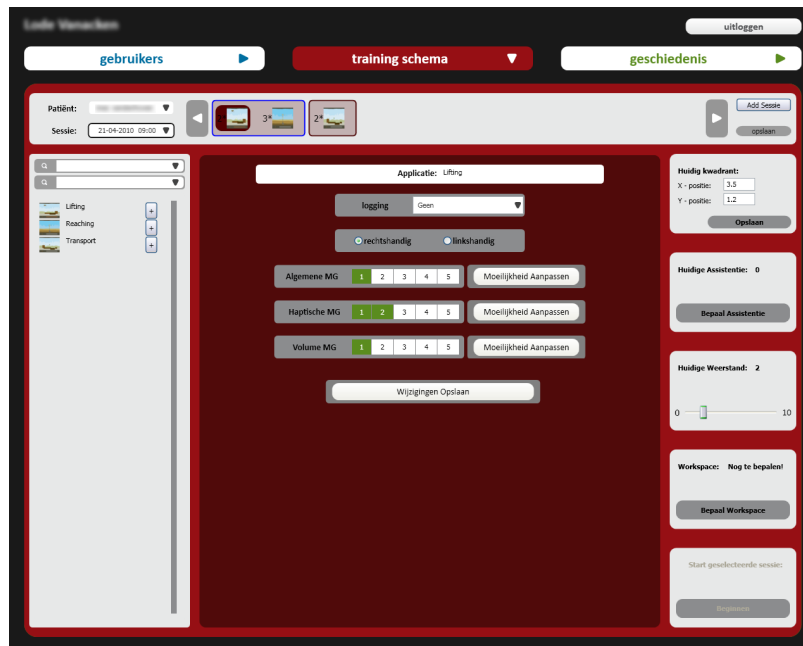 uitloggen
gebruikers
training schema
geschiedenis
Patiënt:
Sessie: 21-04-2010 09:00
3*
2*
Add Sessie
opslaan
Lifting +
Reaching +
Transport +
Applicatie: Lifting
logging Geen
rechtshandig linkshandig
Algemene MG 1 2 3 4 5 Moeilijkheid Aanpassen
Haptische MG 1 2 3 4 5 Moeilijkheid Aanpassen
Volume MG 1 2 3 4 5 Moeilijkheid Aanpassen
Wijzigingen Opslaan
Huidig kwadrant:
X - positie: 3.5
Y - positie: 1.2
Opslaan
Huidige Assistentie: 0
Bepaal Assistentie
Huidige Weerstand: 2
0 10
Workspace: Nog te bepalen!
Bepaal Workspace
Start geselecteerde sessie:
Beginnen